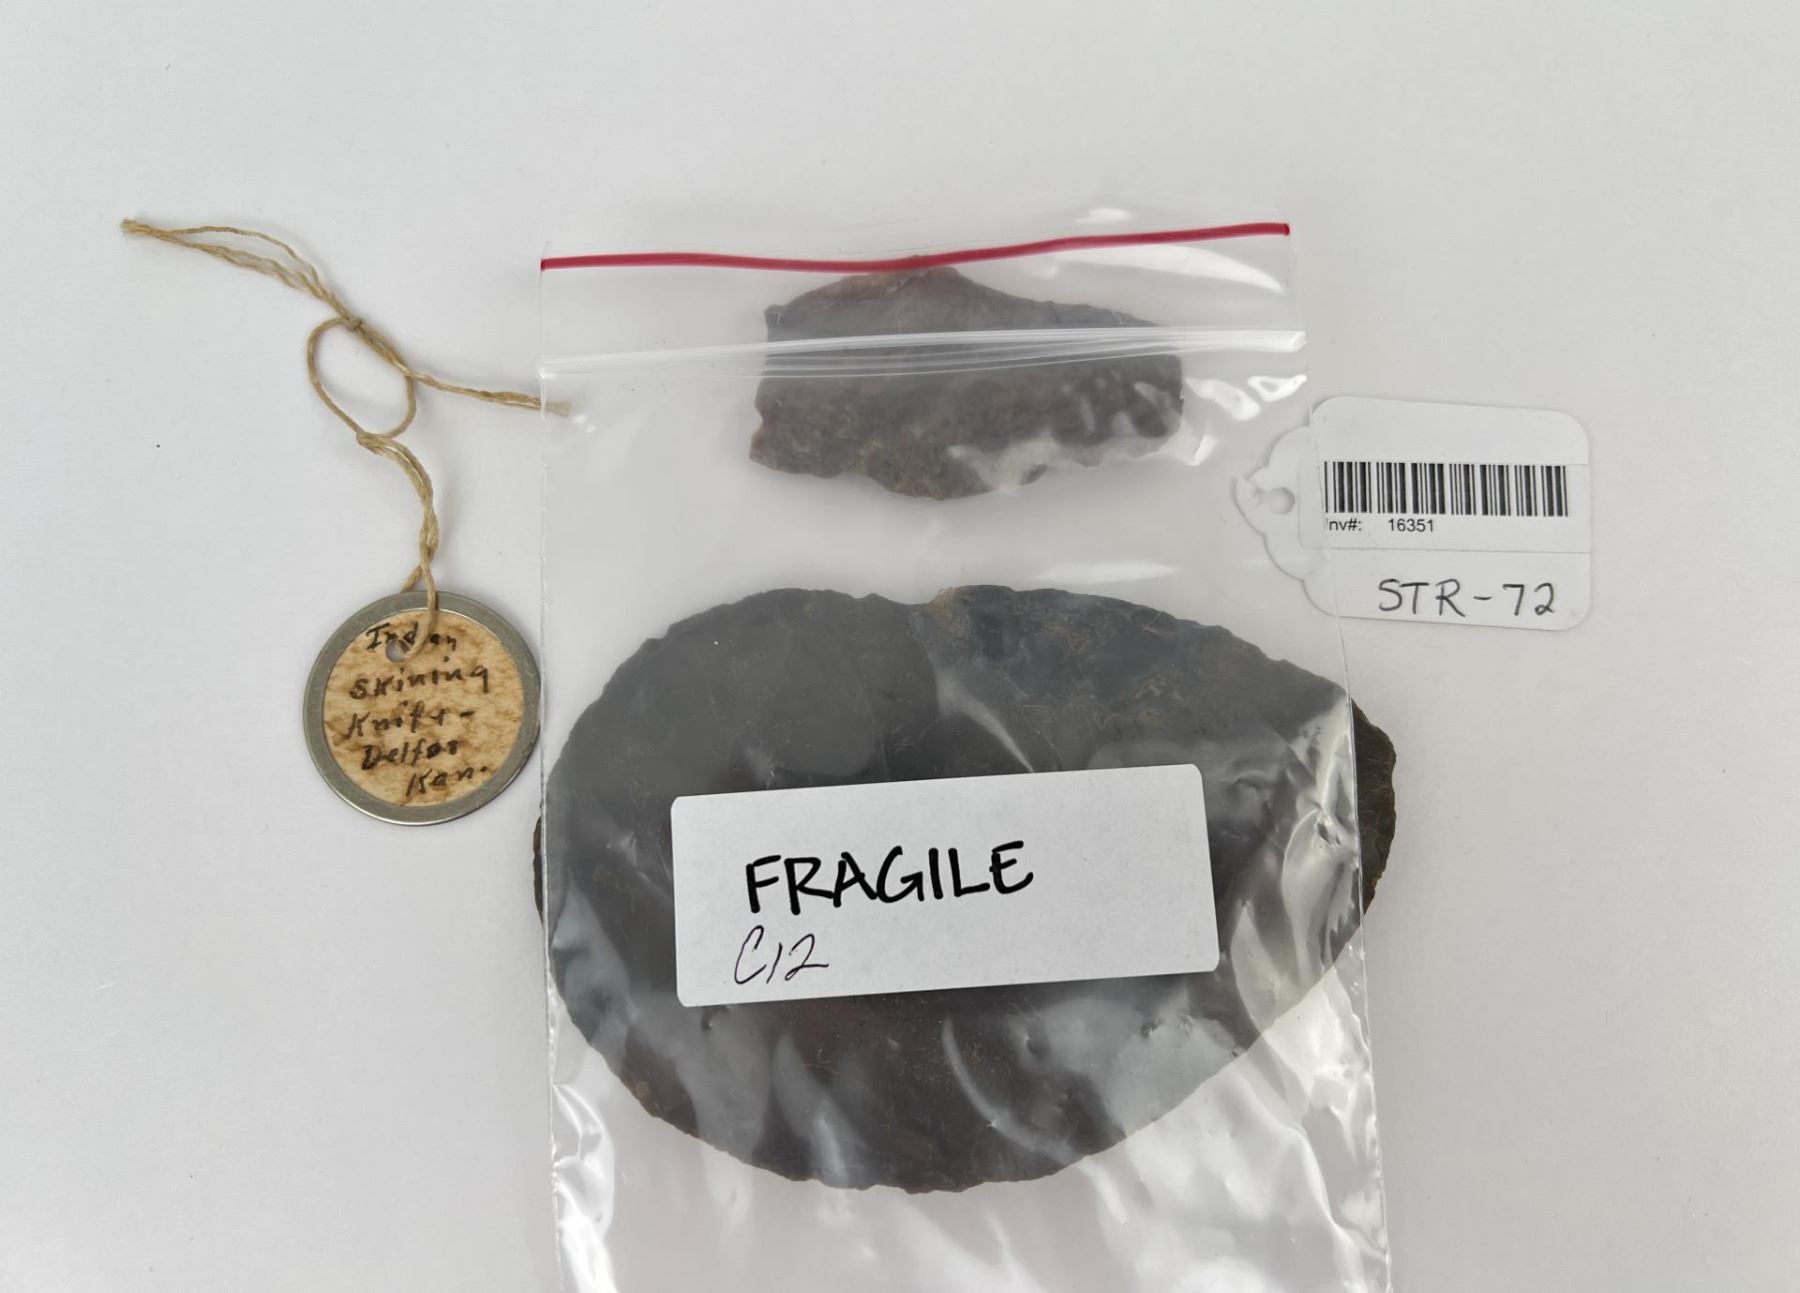 Indian
Skining
Knife-
Delfos
Kan.
Inv#: 16351
STR-72
FRAGILE
C12